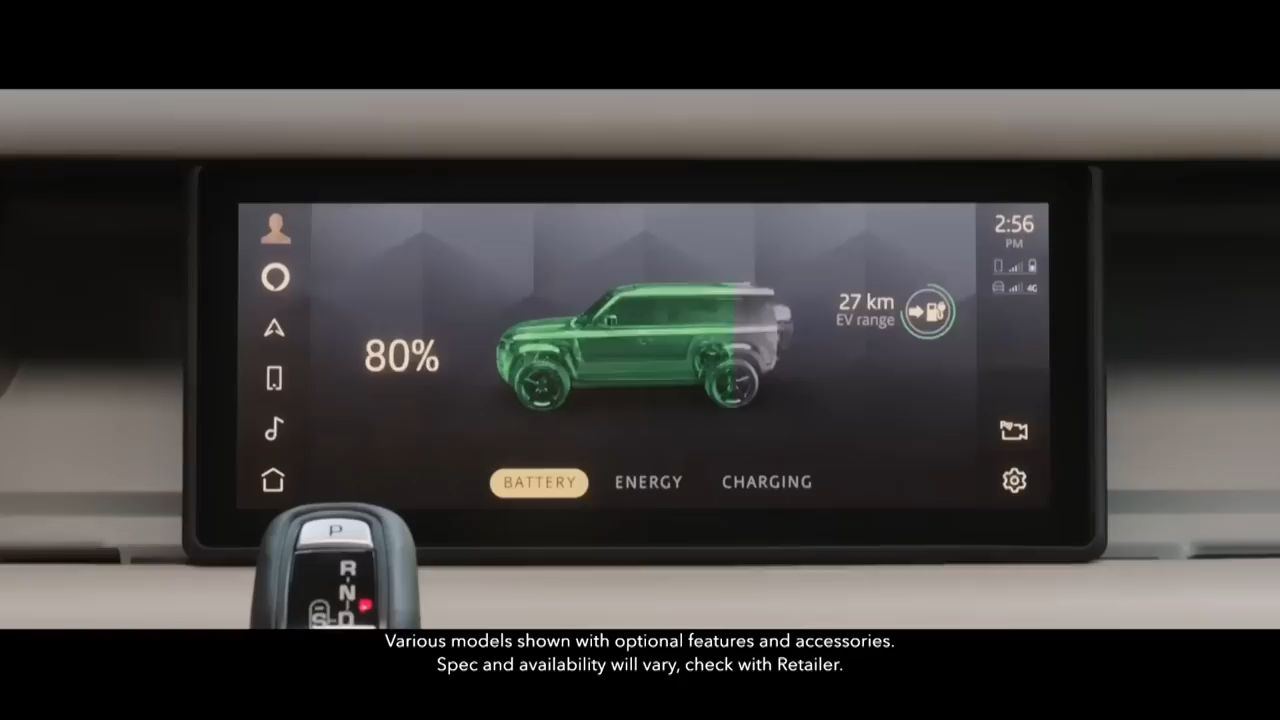 2:56
PM
4G
27 km
EV range
80%
BATTERY
ENERGY
CHARGING
P
R
N
S
D
Various models shown with optional features and accessories.
Spec and availability will vary, check with Retailer.